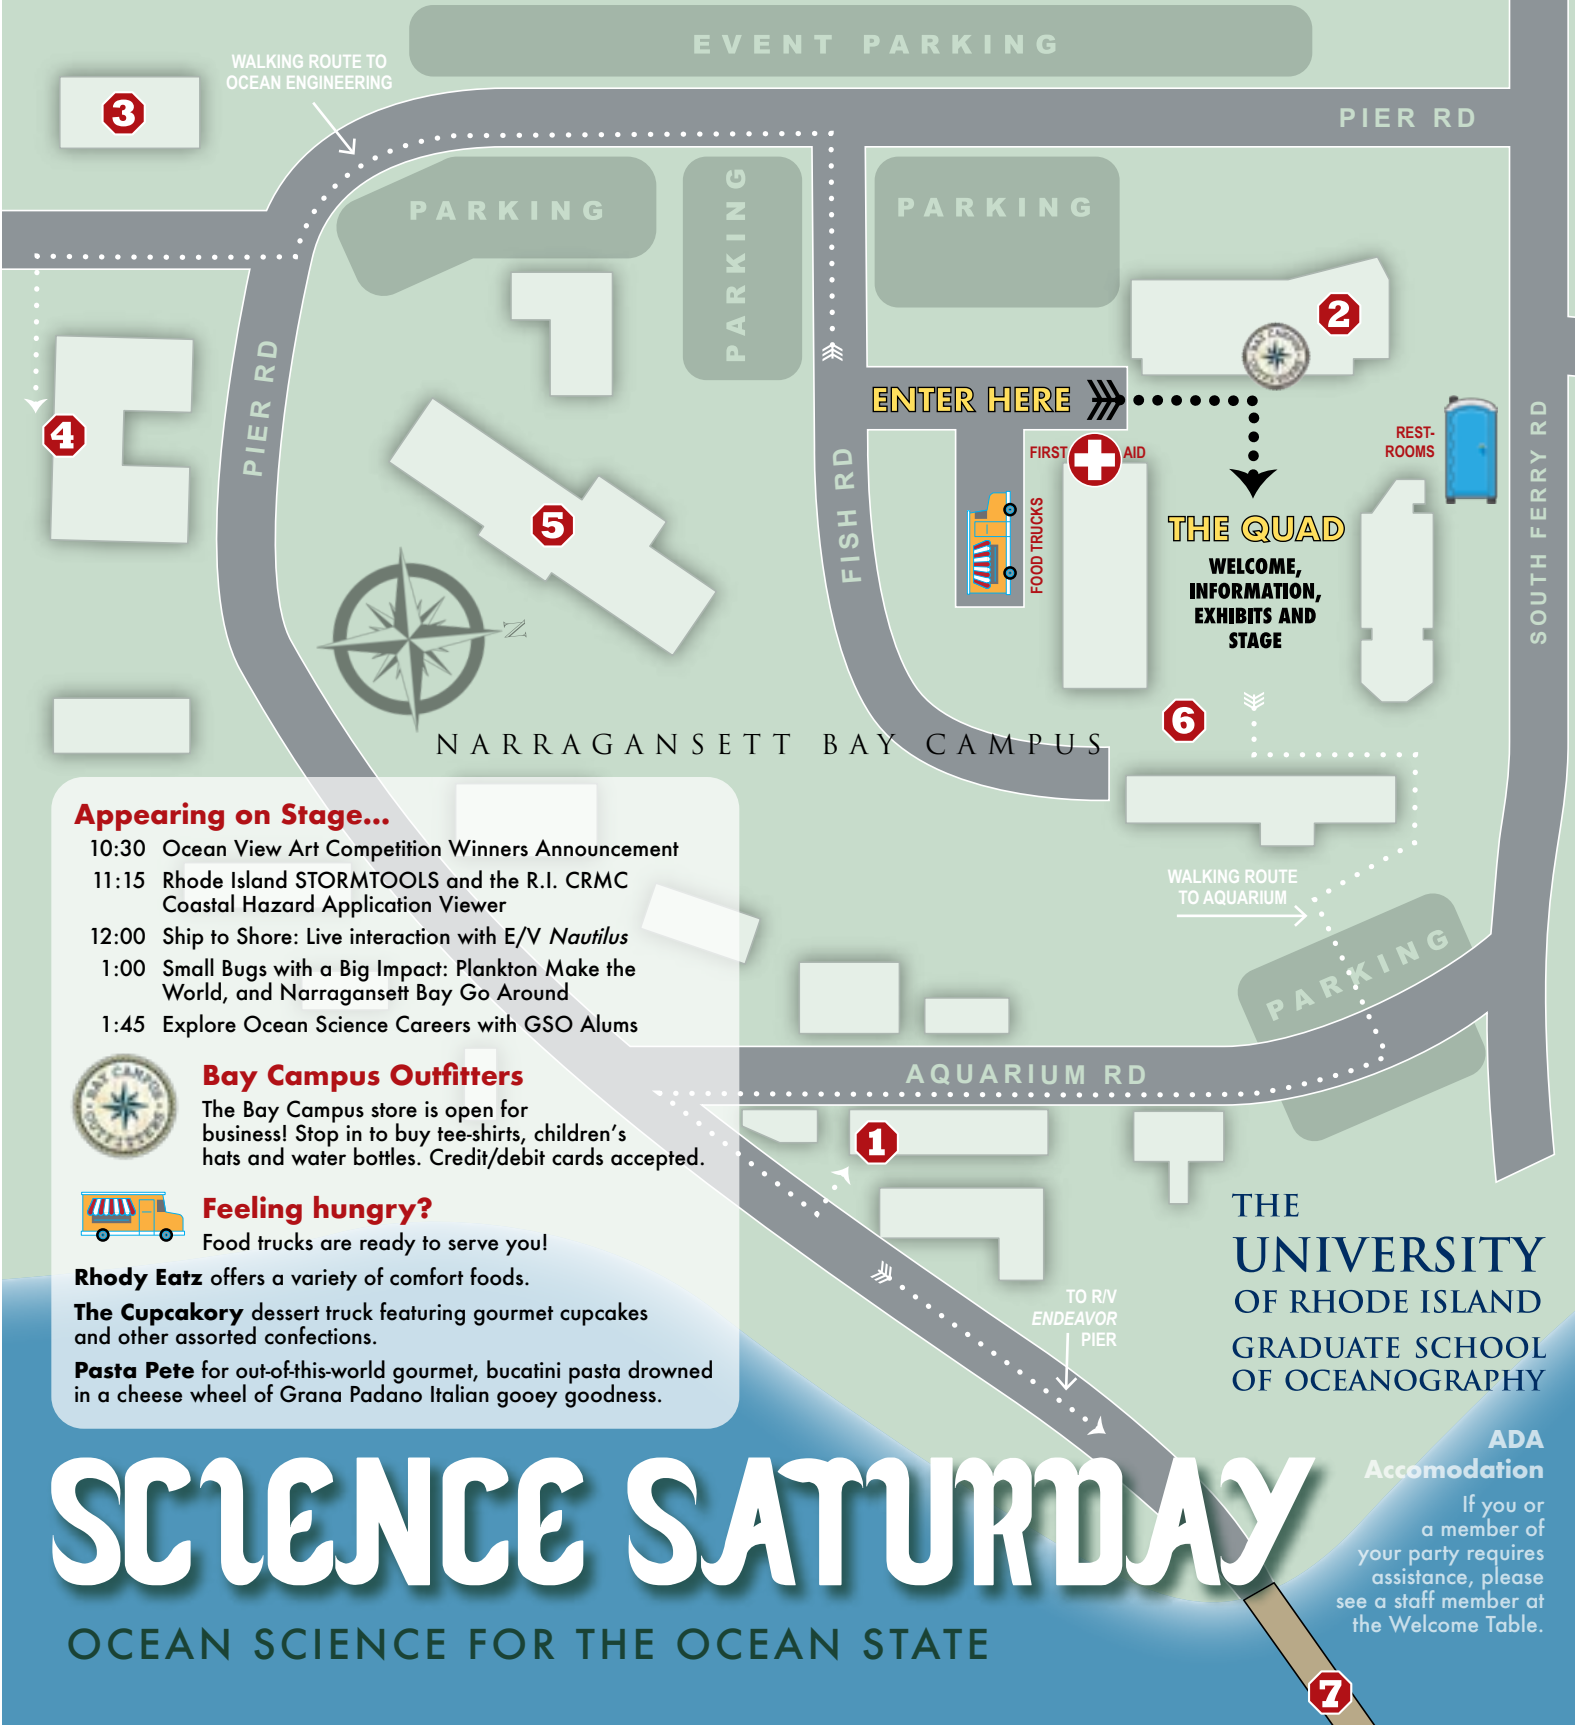 EVENT PARKING
WALKING ROUTE TO
OCEAN ENGINEERING
3
PIER RD
PARKING
PARKING
PARKING
2
BAY CAMPUS
OUTFITTERS
PIER RD
ENTER HERE
4
FIRST
AID
REST-
ROOMS
SOUTH FERRY RD
FISH RD
FOOD TRUCKS
5
THE QUAD
WELCOME,
INFORMATION,
EXHIBITS AND
STAGE
N
6
NARRAGANSETT BAY CAMPUS
Appearing on Stage...
10:30 Ocean View Art Competition Winners Announcement
11:15 Rhode Island STORMTOOLS and the R.I. CRMC
Coastal Hazard Application Viewer
12:00 Ship to Shore: Live interaction with E/V Nautilus
1:00 Small Bugs with a Big Impact: Plankton Make the
World, and Narragansett Bay Go Around
1:45 Explore Ocean Science Careers with GSO Alums
WALKING ROUTE
TO AQUARIUM
PARKING
AQUARIUM RD
1
BAY CAMPUS
OUTFITTERS
Bay Campus Outfitters
The Bay Campus store is open for
business! Stop in to buy tee-shirts, children's
hats and water bottles. Credit/debit cards accepted.
Feeling hungry?
Food trucks are ready to serve you!
Rhody Eatz offers a variety of comfort foods.
The Cupcakory dessert truck featuring gourmet cupcakes
and other assorted confections.
Pasta Pete for out-of-this-world gourmet, bucatini pasta drowned
in a cheese wheel of Grana Padano Italian gooey goodness.
TO R/V
ENDEAVOR
PIER
THE
UNIVERSITY
OF RHODE ISLAND
GRADUATE SCHOOL
OF OCEANOGRAPHY
SCIENCE SATURDAY
OCEAN SCIENCE FOR THE OCEAN STATE
ADA
Accomodation
If you or
a member of
your party requires
assistance, please
see a staff member at
the Welcome Table.
7